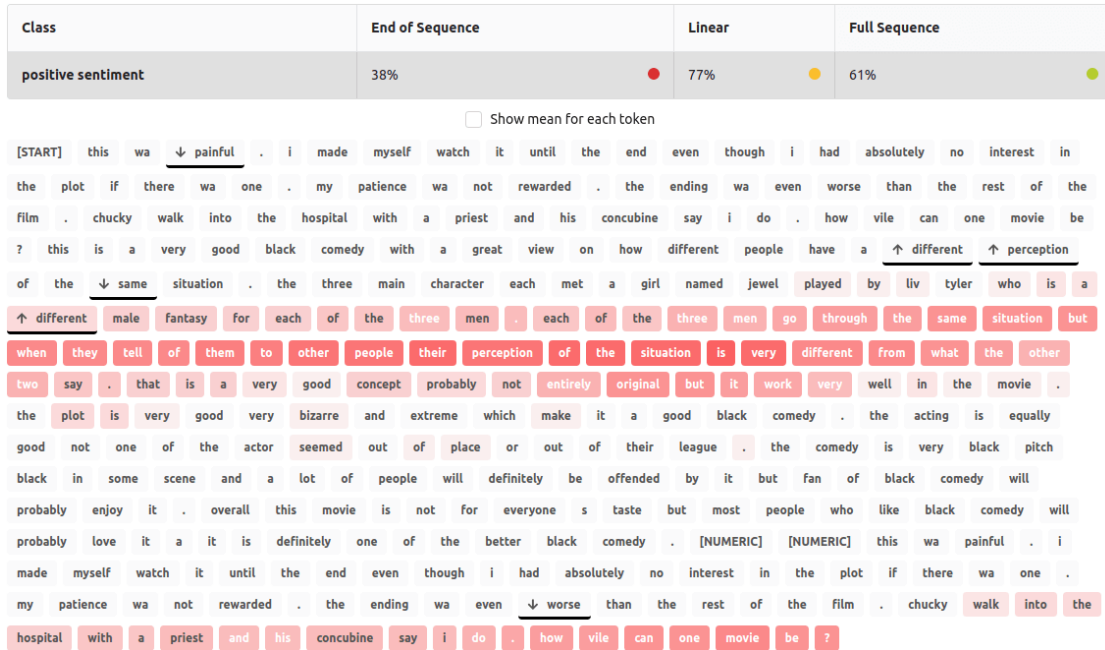 Class End of Sequence Linear Full Sequence
positive sentiment 38% 77% 61%
Show mean for each token
[START] this wa ↓ painful . i made myself watch it until the end even though i had absolutely no interest in
the plot if there wa one . my patience wa not rewarded . the ending wa even worse than the rest of the
film . chucky walk into the hospital with a priest and his concubine say i do . how vile can one movie be
? this is a very good black comedy with a great view on how different people have a ↑ different ↑ perception
of the ↓ same situation . the three main character each met a girl named jewel played by liv tyler who is a
↑ different male fantasy for each of the three men . each of the three men go through the same situation but
when they tell of them to other people their perception of the situation is very different from what the other
two say . that is a very good concept probably not entirely original but it work very well in the movie .
the plot is very good very bizarre and extreme which make it a good black comedy . the acting is equally
good not one of the actor seemed out of place or out of their league . the comedy is very black pitch
black in some scene and a lot of people will definitely be offended by it but fan of black comedy will
probably enjoy it . overall this movie is not for everyone s taste but most people who like black comedy will
probably love it a it is definitely one of the better black comedy . [NUMERIC] [NUMERIC] this wa painful . i
made myself watch it until the end even though i had absolutely no interest in the plot if there wa one .
my patience wa not rewarded . the ending wa even ↓ worse than the rest of the film . chucky walk into the
hospital with a priest and his concubine say i do . how vile can one movie be ?